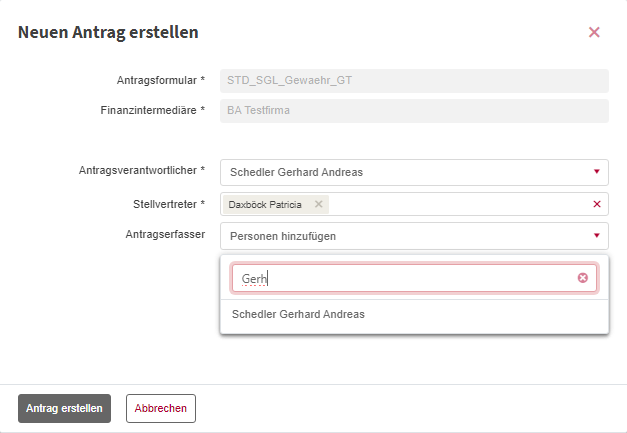 Neuen Antrag erstellen
Antragsformular * STD_SGL_Gewaehr_GT
Finanzintermediäre * BA Testfirma
Antragsverantwortlicher * Schedler Gerhard Andreas
Stellvertreter * Daxböck Patricia
Antragserfasser Personen hinzufügen
Gerh
Schedler Gerhard Andreas
Antrag erstellen Abbrechen